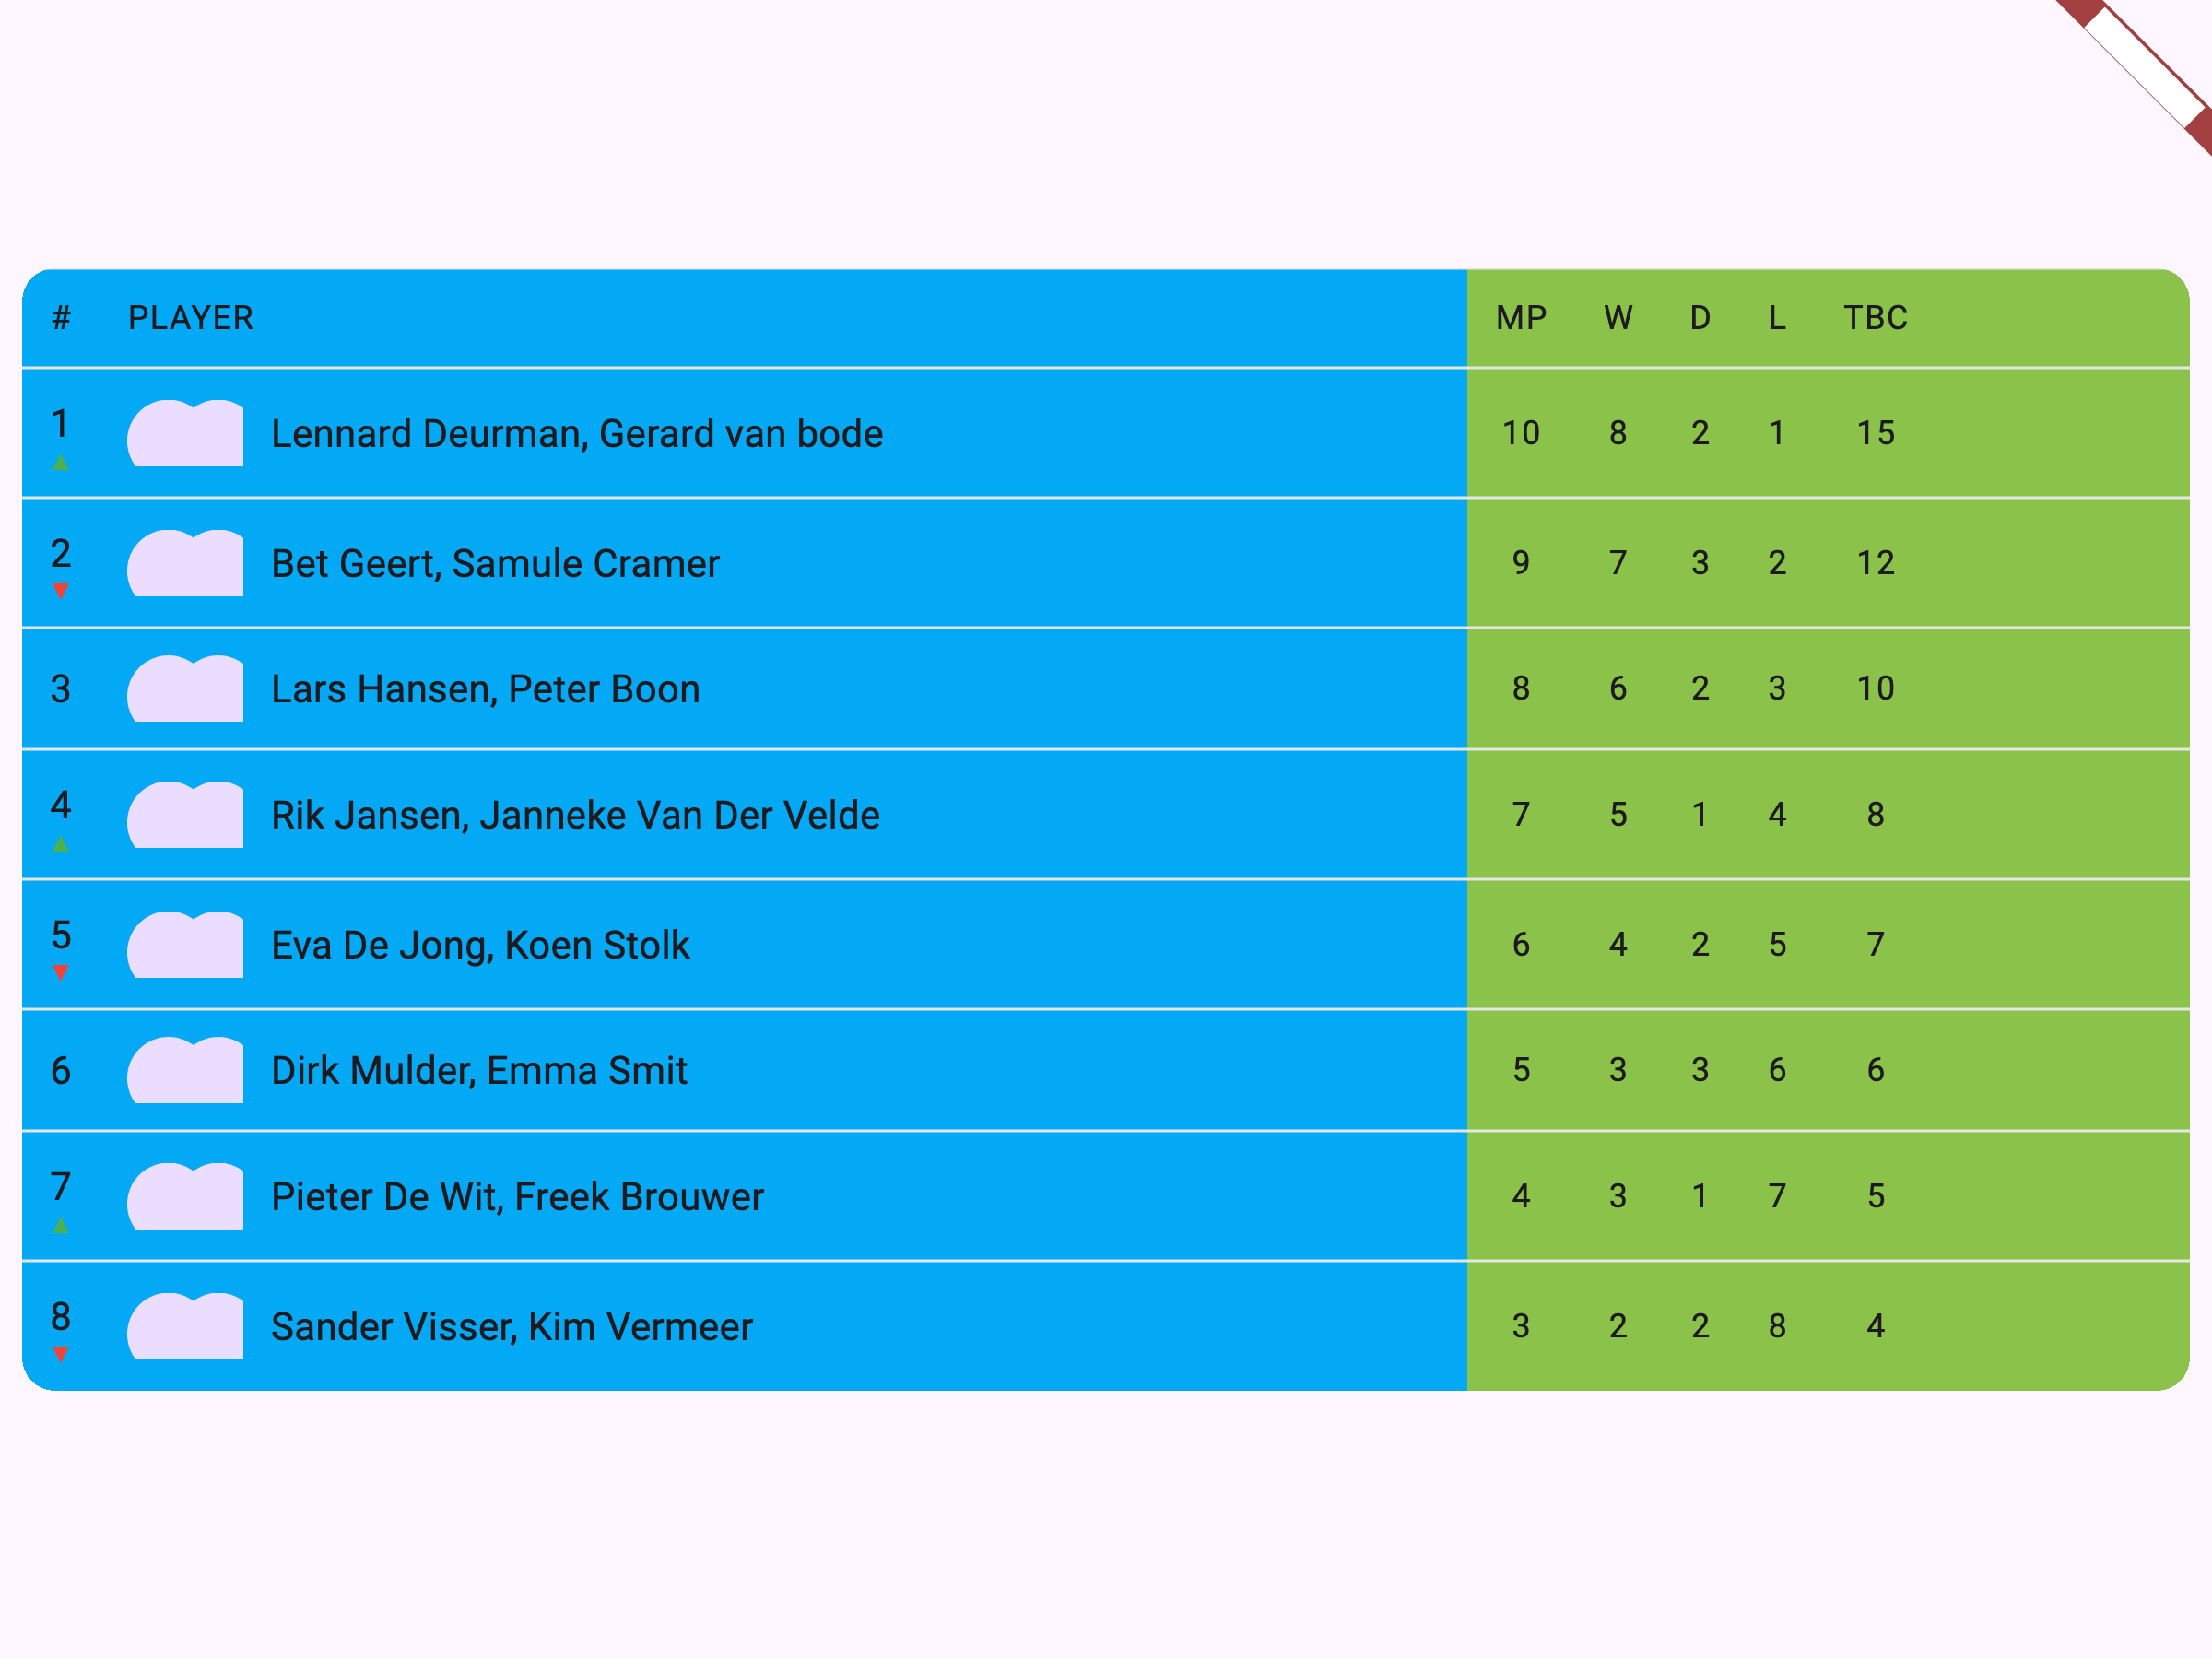 # PLAYER MP W D L TBC
1 Lennard Deurman, Gerard van bode 10 8 2 1 15
2 Bet Geert, Samule Cramer 9 7 3 2 12
3 Lars Hansen, Peter Boon 8 6 2 3 10
4 Rik Jansen, Janneke Van Der Velde 7 5 1 4 8
5 Eva De Jong, Koen Stolk 6 4 2 5 7
6 Dirk Mulder, Emma Smit 5 3 3 6 6
7 Pieter De Wit, Freek Brouwer 4 3 1 7 5
8 Sander Visser, Kim Vermeer 3 2 2 8 4